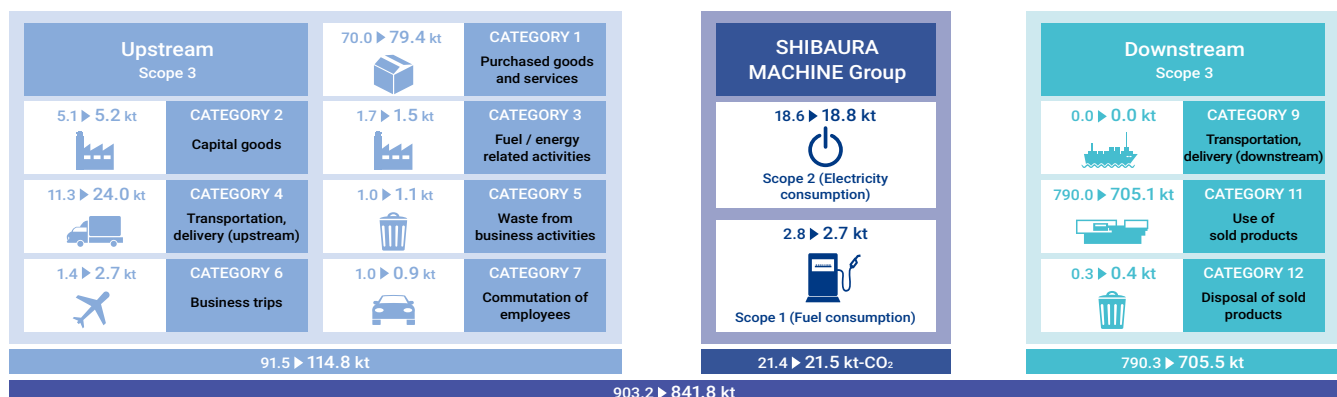 Upstream
Scope 3
70.0 ▶ 79.4 kt
CATEGORY 1
Purchased goods
and services
5.1 ▶ 5.2 kt
CATEGORY 2
Capital goods
1.7 ▶ 1.5 kt
CATEGORY 3
Fuel / energy
related activities
11.3 ▶ 24.0 kt
CATEGORY 4
Transportation,
delivery (upstream)
1.0 ▶ 1.1 kt
CATEGORY 5
Waste from
business activities
1.4 ▶ 2.7 kt
CATEGORY 6
Business trips
1.0 ▶ 0.9 kt
CATEGORY 7
Commutation of
employees
91.5 ▶ 114.8 kt
SHIBAURA
MACHINE Group
18.6 ▶ 18.8 kt
Scope 2 (Electricity
consumption)
2.8 ▶ 2.7 kt
Scope 1 (Fuel consumption)
21.4 ▶ 21.5 kt-CO₂
Downstream
Scope 3
0.0 ▶ 0.0 kt
CATEGORY 9
Transportation,
delivery (downstream)
790.0 ▶ 705.1 kt
CATEGORY 11
Use of
sold products
0.3 ▶ 0.4 kt
CATEGORY 12
Disposal of sold
products
790.3 ▶ 705.5 kt
903.2 ▶ 841.8 kt